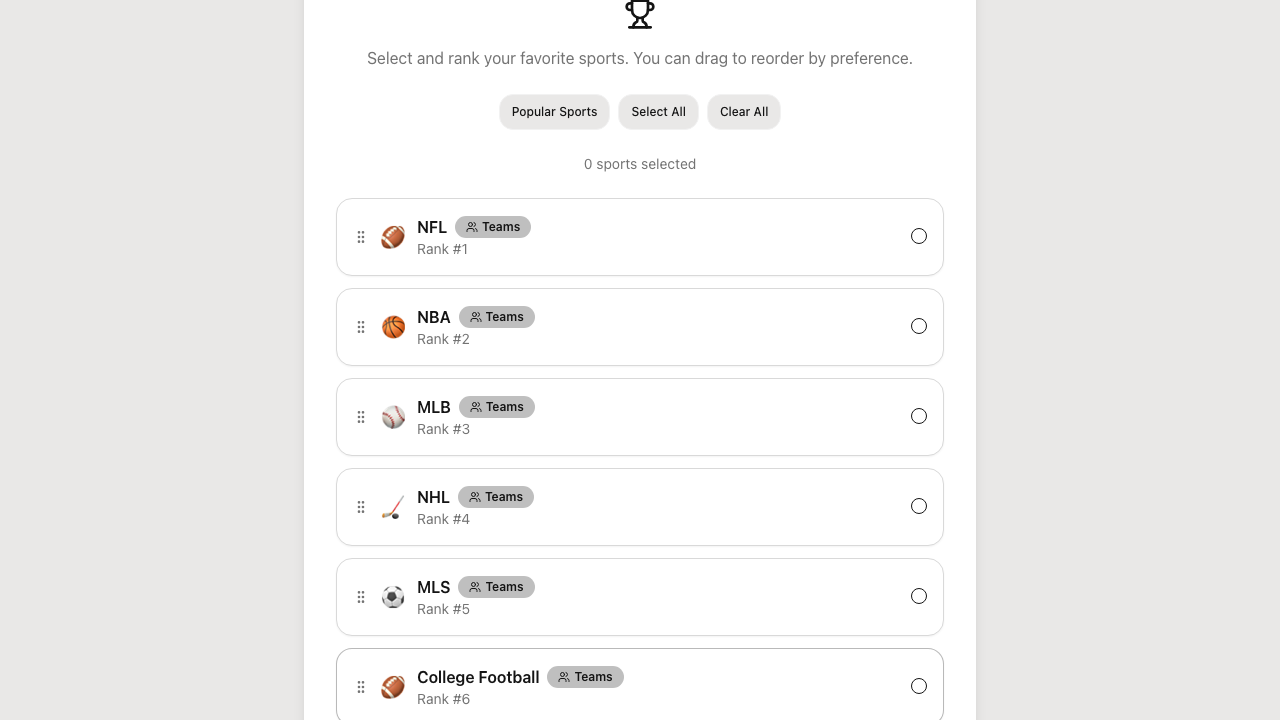 Select and rank your favorite sports. You can drag to reorder by preference.
Popular Sports Select All Clear All
0 sports selected
NFL Teams
Rank #1
NBA Teams
Rank #2
MLB Teams
Rank #3
NHL Teams
Rank #4
MLS Teams
Rank #5
College Football Teams
Rank #6